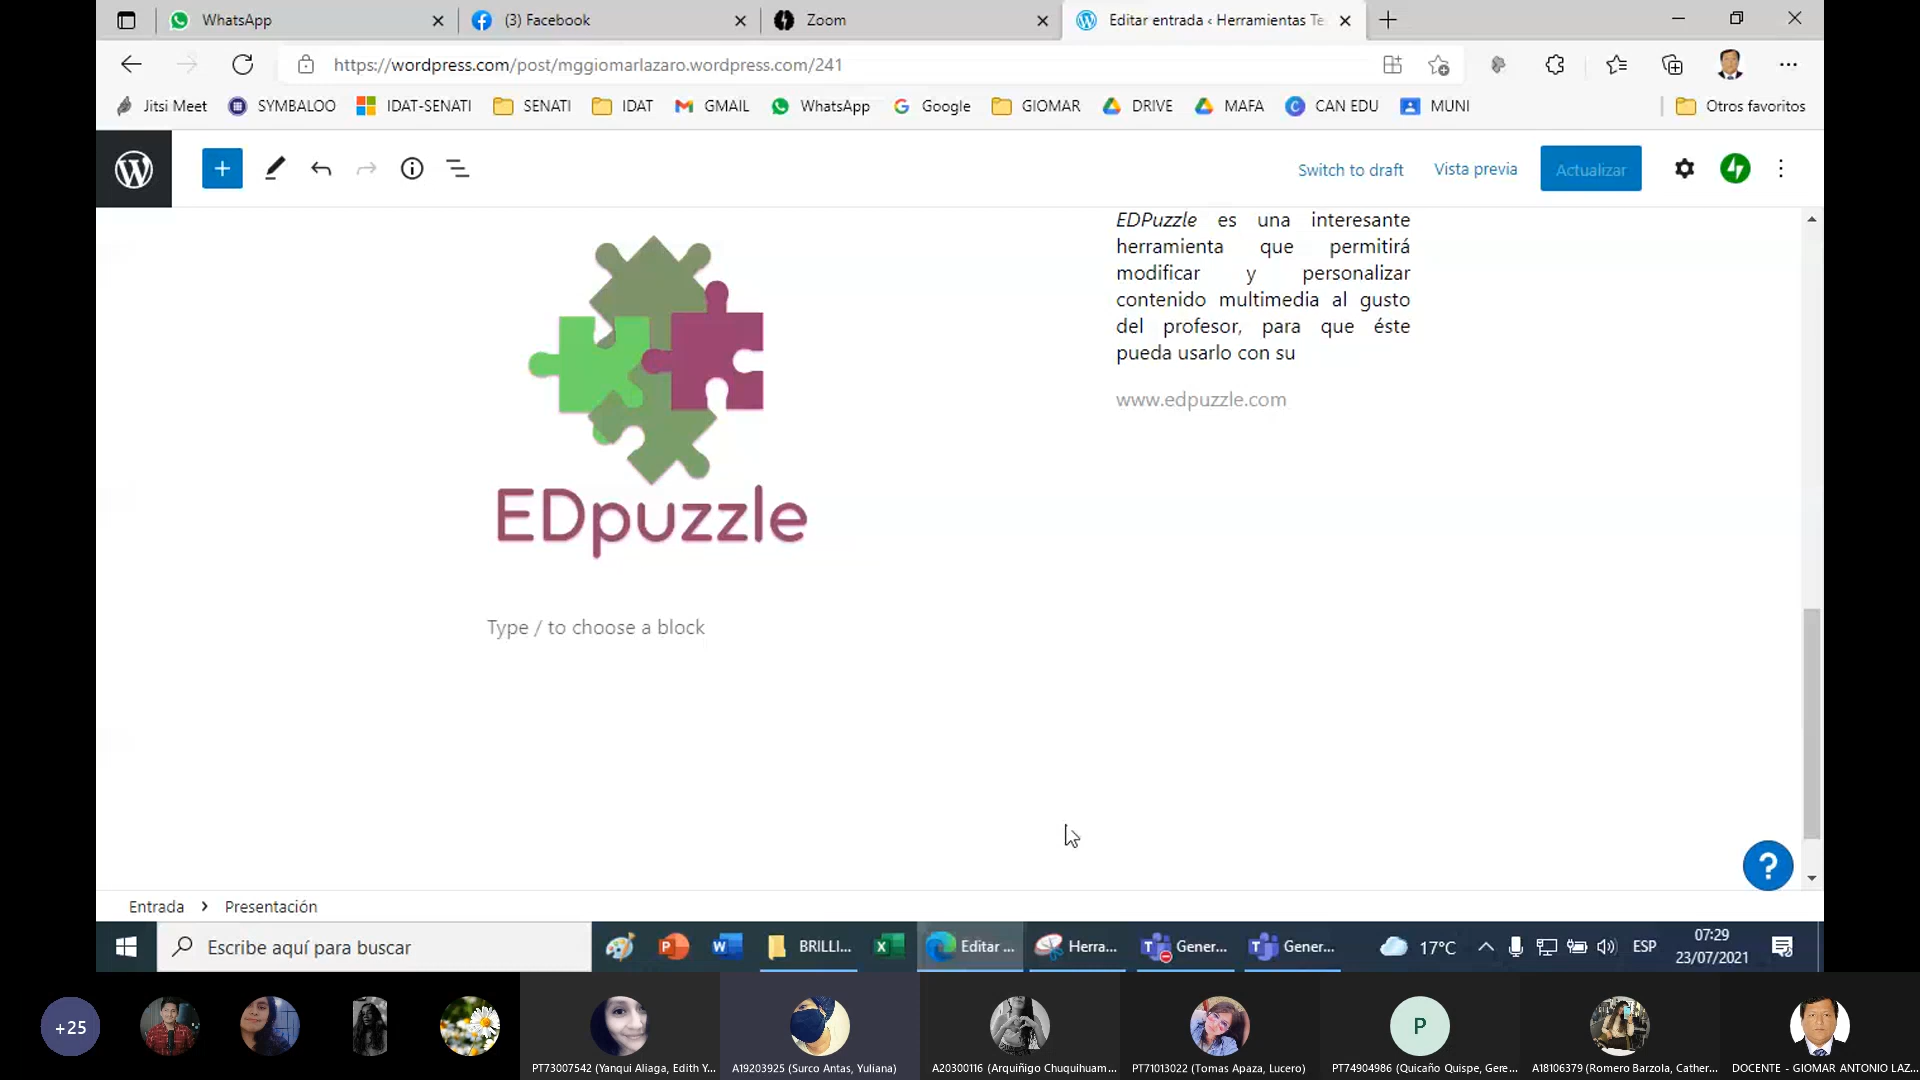 WhatsApp
(3) Facebook
Zoom
Editar entrada ‹ Herramientas Te
https://wordpress.com/post/mggiomarlazaro.wordpress.com/241
Jitsi Meet
SYMBALOO
IDAT-SENATI
SENATI
IDAT
GMAIL
WhatsApp
Google
GIOMAR
DRIVE
MAFA
CAN EDU
MUNI
Otros favoritos
Switch to draft
Vista previa
Actualizar
EDPuzzle es una interesante
herramienta que permitirá
modificar y personalizar
contenido multimedia al gusto
del profesor, para que éste
pueda usarlo con su
www.edpuzzle.com
EDpuzzle
Type / to choose a block
Entrada › Presentación
Escribe aquí para buscar
BRILLI...
Editar ...
Herra...
Gener...
Gener...
17°C
ESP
07:29
23/07/2021
+25
P
PT73007542 (Yanqui Aliaga, Edith Y...
A19203925 (Surco Antas, Yuliana)
A20300116 (Arquiñigo Chuquihuam...
PT71013022 (Tomas Apaza, Lucero)
PT74904986 (Quicaño Quispe, Gere...
A18106379 (Romero Barzola, Cather...
DOCENTE - GIOMAR ANTONIO LAZ...